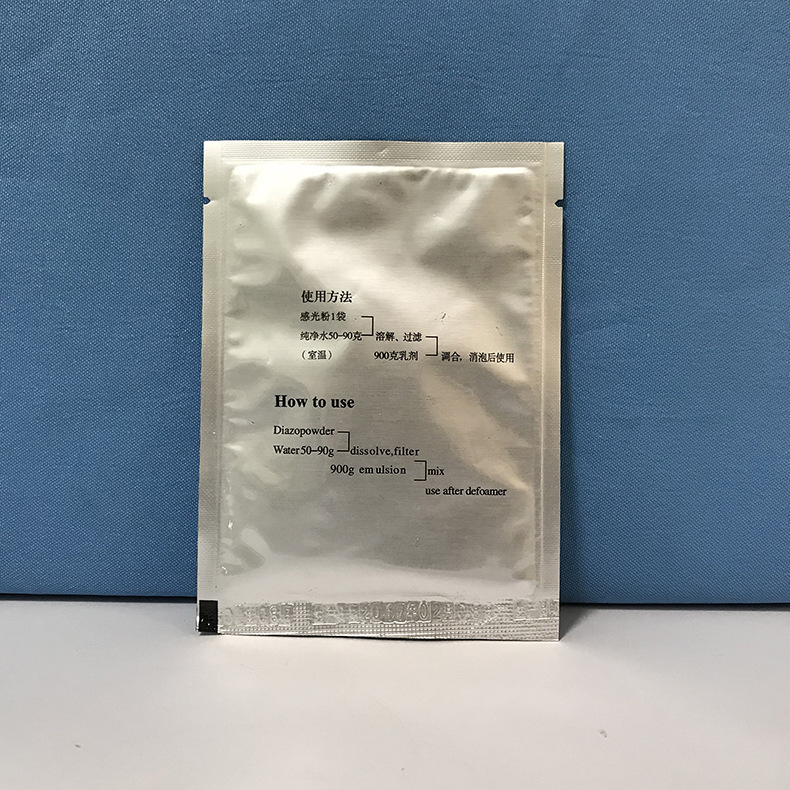 使用方法
感光粉1袋
纯净水50-90克 溶解、过滤
（室温） 900克乳剂 调合，消泡后使用
How to use
Diazopowder
Water50-90g dissolve,filter
900g emulsion mix
use after defoamer